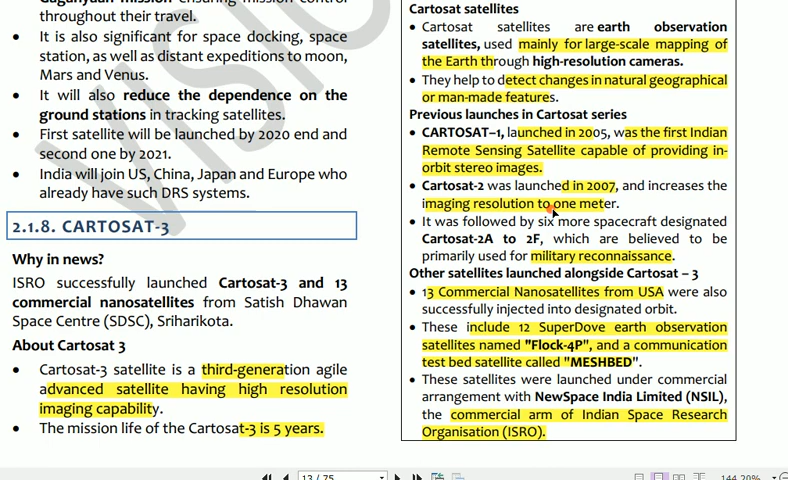 Gaganyaan mission ensuring mission control
throughout their travel.
• It is also significant for space docking, space
station, as well as distant expeditions to moon,
Mars and Venus.
• It will also reduce the dependence on the
ground stations in tracking satellites.
• First satellite will be launched by 2020 end and
second one by 2021.
• India will join US, China, Japan and Europe who
already have such DRS systems.
2.1.8. CARTOSAT-3
Why in news?
ISRO successfully launched Cartosat-3 and 13
commercial nanosatellites from Satish Dhawan
Space Centre (SDSC), Sriharikota.
About Cartosat 3
• Cartosat-3 satellite is a third-generation agile
advanced satellite having high resolution
imaging capability.
• The mission life of the Cartosat-3 is 5 years.
Cartosat satellites
• Cartosat satellites are earth observation
satellites, used mainly for large-scale mapping of
the Earth through high-resolution cameras.
• They help to detect changes in natural geographical
or man-made features.
Previous launches in Cartosat series
• CARTOSAT–1, launched in 2005, was the first Indian
Remote Sensing Satellite capable of providing in-
orbit stereo images.
• Cartosat-2 was launched in 2007, and increases the
imaging resolution to one meter.
• It was followed by six more spacecraft designated
Cartosat-2A to 2F, which are believed to be
primarily used for military reconnaissance.
Other satellites launched alongside Cartosat – 3
• 13 Commercial Nanosatellites from USA were also
successfully injected into designated orbit.
• These include 12 SuperDove earth observation
satellites named "Flock-4P", and a communication
test bed satellite called "MESHBED".
• These satellites were launched under commercial
arrangement with NewSpace India Limited (NSIL),
the commercial arm of Indian Space Research
Organisation (ISRO).
VISIO
13 / 75
144.20%